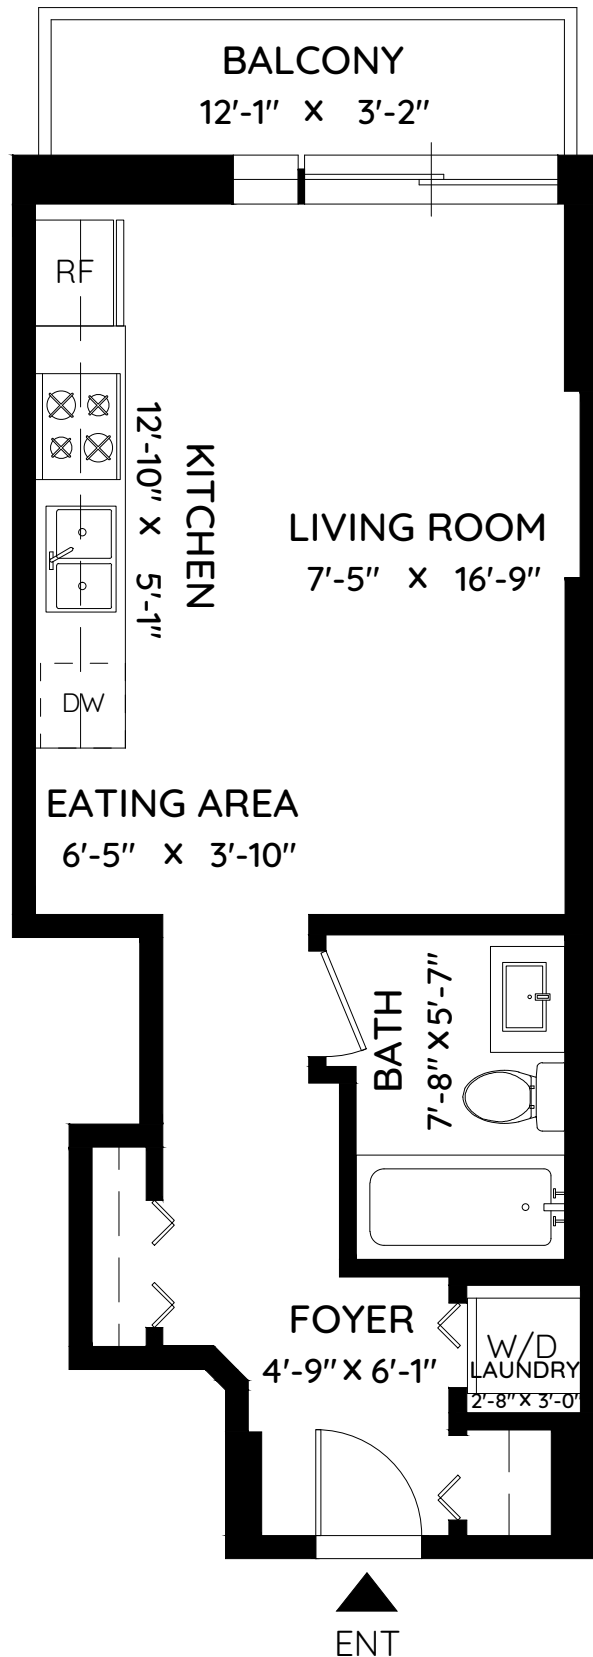 BALCONY
12'-1" X 3'-2"
RF
KITCHEN
12'-10" X 5'-1"
LIVING ROOM
7'-5" X 16'-9"
DW
EATING AREA
6'-5" X 3'-10"
BATH
7'-8" X 5'-7"
FOYER
4'-9" X 6'-1"
W/D
LAUNDRY
2'-8" X 3'-0"
ENT